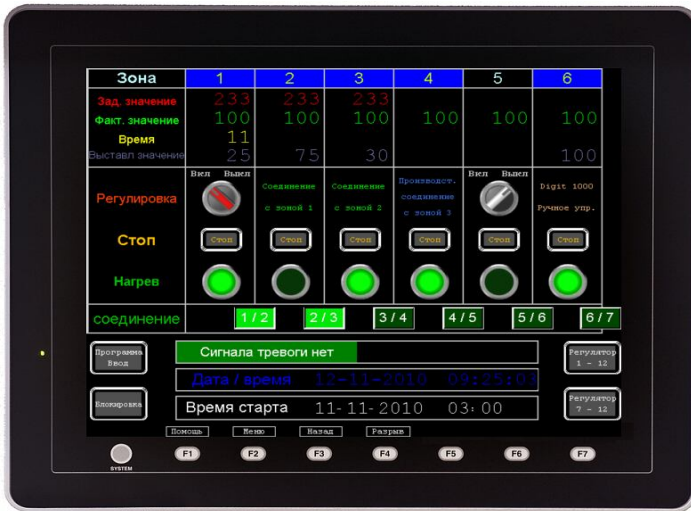 Зона 1 2 3 4 5 6
Зад. значение 233 233 233
Факт. значение 100 100 100 100 100 100
Время 11
Выставл значение 25 75 30 100
Вкл Выкл Вкл Выкл
Регулировка
Соединение
с зоной 1
Соединение
с зоной 2
Производст.
соединение
с зоной 3
Digit 1000
Ручное упр.
Стоп Стоп Стоп Стоп Стоп Стоп Стоп
Нагрев
соединение 1/2 2/3 3/4 4/5 5/6 6/7
Программа
Ввод
Сигнала тревоги нет
Регулятор
1 - 12
Дата / время 12-11-2010 09:25:03
Блокировка
Время старта 11-11-2010 03:00
Регулятор
7 - 12
Помощь Меню Назад Разрыв
SYSTEM F1 F2 F3 F4 F5 F6 F7